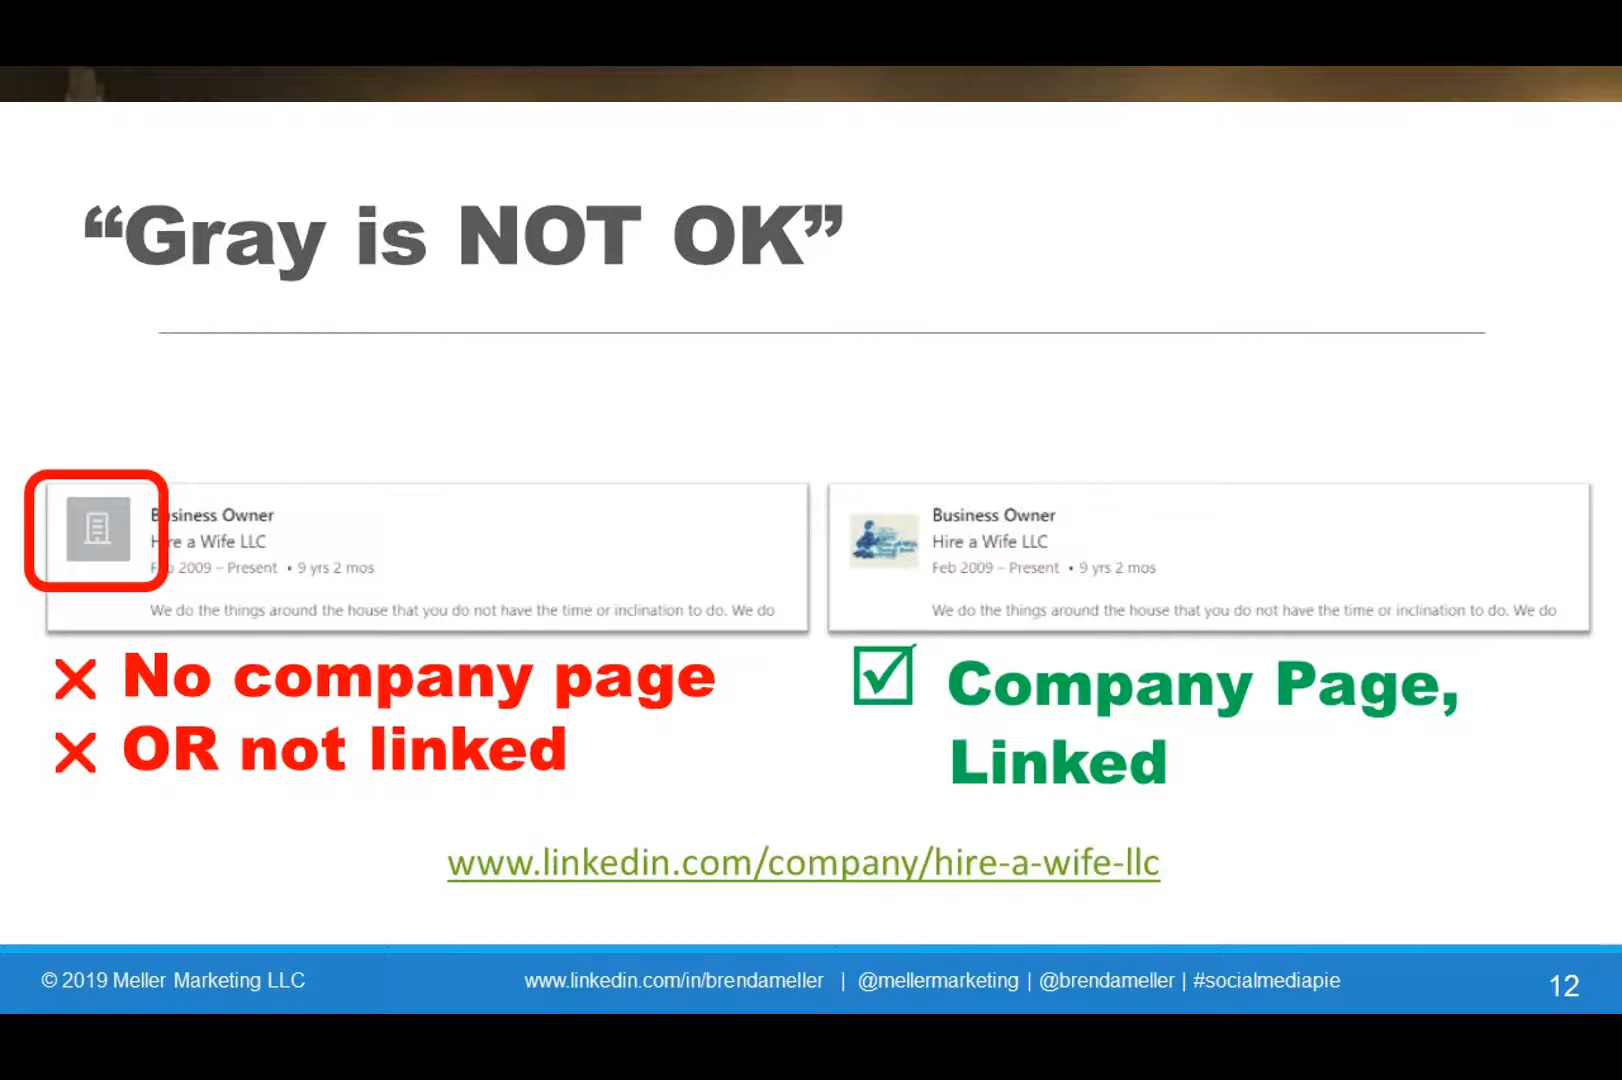 “Gray is NOT OK”
Business Owner
Hire a Wife LLC
Feb 2009 – Present • 9 yrs 2 mos
We do the things around the house that you do not have the time or inclination to do. We do
Business Owner
Hire a Wife LLC
Feb 2009 – Present • 9 yrs 2 mos
We do the things around the house that you do not have the time or inclination to do. We do
No company page
OR not linked
Company Page,
Linked
www.linkedin.com/company/hire-a-wife-llc
© 2019 Meller Marketing LLC
www.linkedin.com/in/brendameller | @mellermarketing | @brendameller | #socialmediapie
12